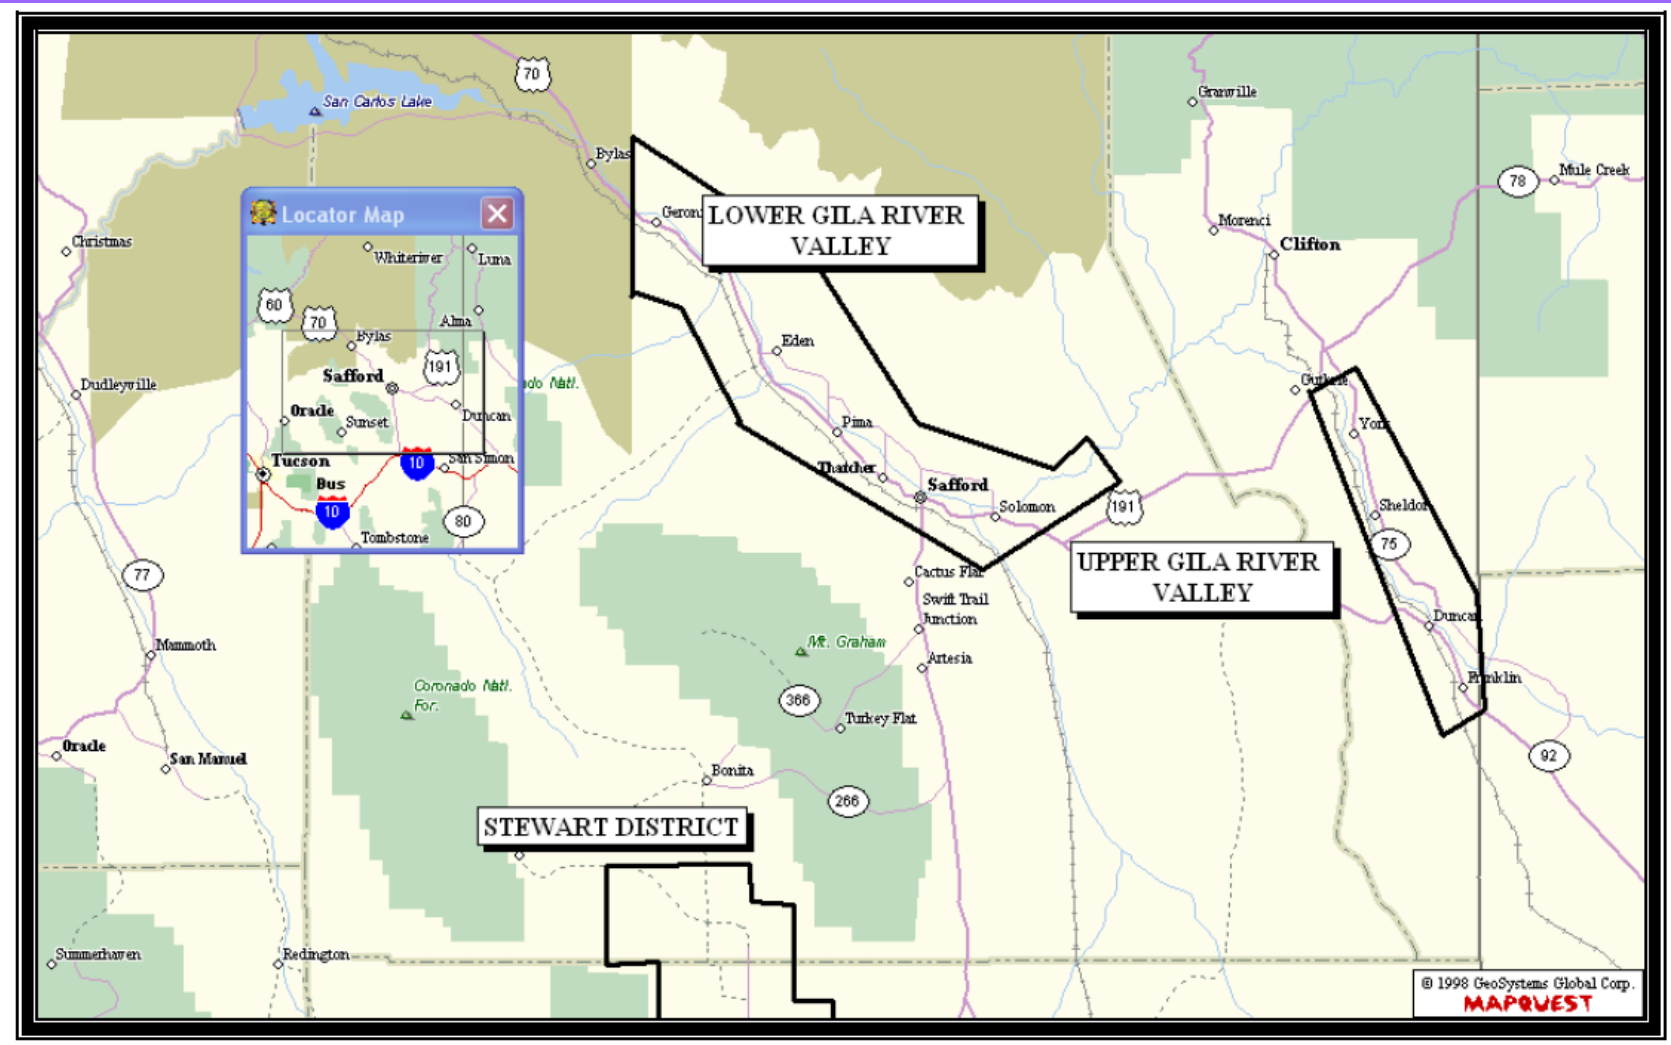 70
San Carlos Lake
Granville
78
Mule Creek
Bylas
Morenci
Clifton
LOWER GILA RIVER
VALLEY
Christmas
Locator Map
Whiteriver
Luna
60
70
Alma
Bylas
191
Safford
Duncan
Oracle
Sunset
San Simon
10
Tucson
Bus
10
80
Tombstone
Natl.
Dudleyville
Eden
Pima
Thatcher
Safford
Solomon
191
Guthrie
York
Sheldon
75
77
Cactus Flat
Swift Trail
Junction
Artesia
UPPER GILA RIVER
VALLEY
Duncan
Franklin
92
Mammoth
Mt. Graham
Coronado Natl.
For.
366
Turkey Flat
Oracle
San Manuel
Bonita
266
STEWART DISTRICT
Summerhaven
Redington
© 1998 GeoSystems Global Corp.
MAPQUEST